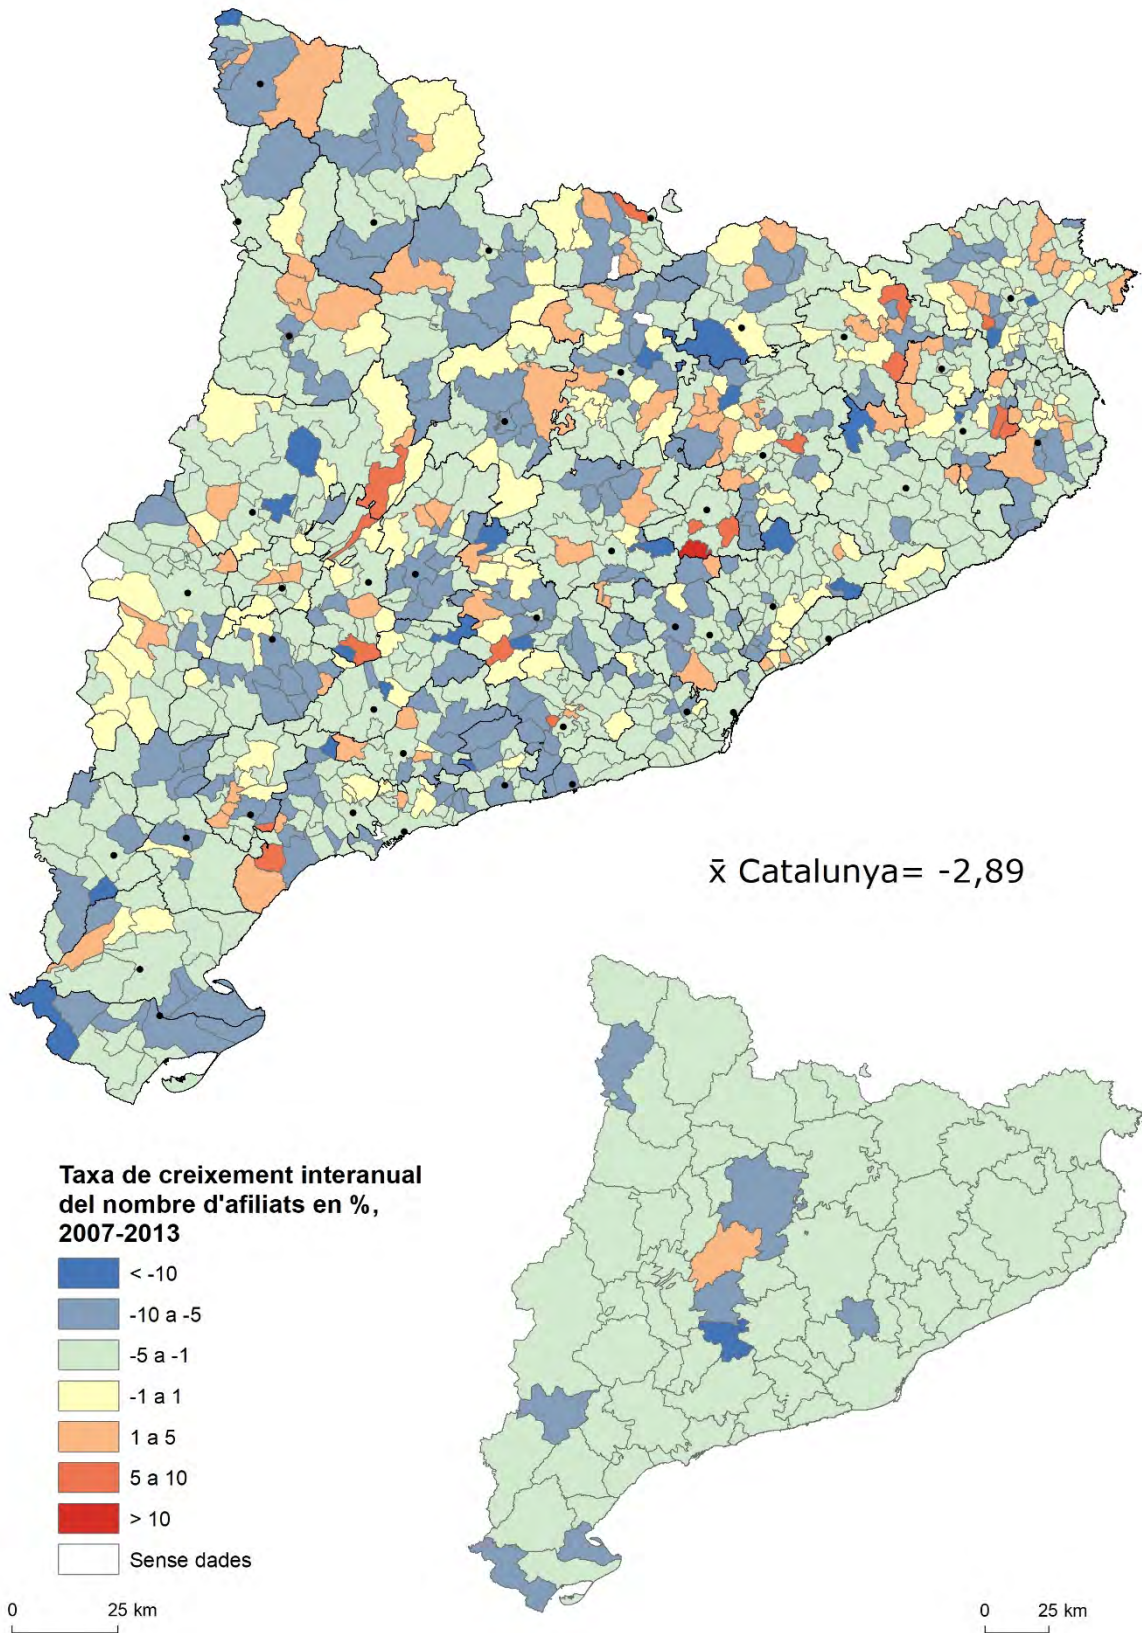 x̄ Catalunya= -2,89
Taxa de creixement interanual
del nombre d'afiliats en %,
2007-2013
< -10
-10 a -5
-5 a -1
-1 a 1
1 a 5
5 a 10
> 10
Sense dades
0 25 km
0 25 km